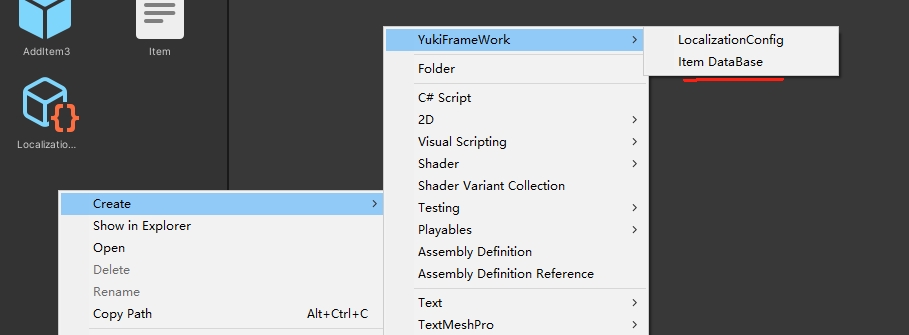 AddItem3
Item
Localizatio...
Create
Show in Explorer
Open
Delete
Rename
Copy Path Alt+Ctrl+C
YukiFrameWork
Folder
C# Script
2D
Visual Scripting
Shader
Shader Variant Collection
Testing
Playables
Assembly Definition
Assembly Definition Reference
Text
TextMeshPro
LocalizationConfig
Item DataBase